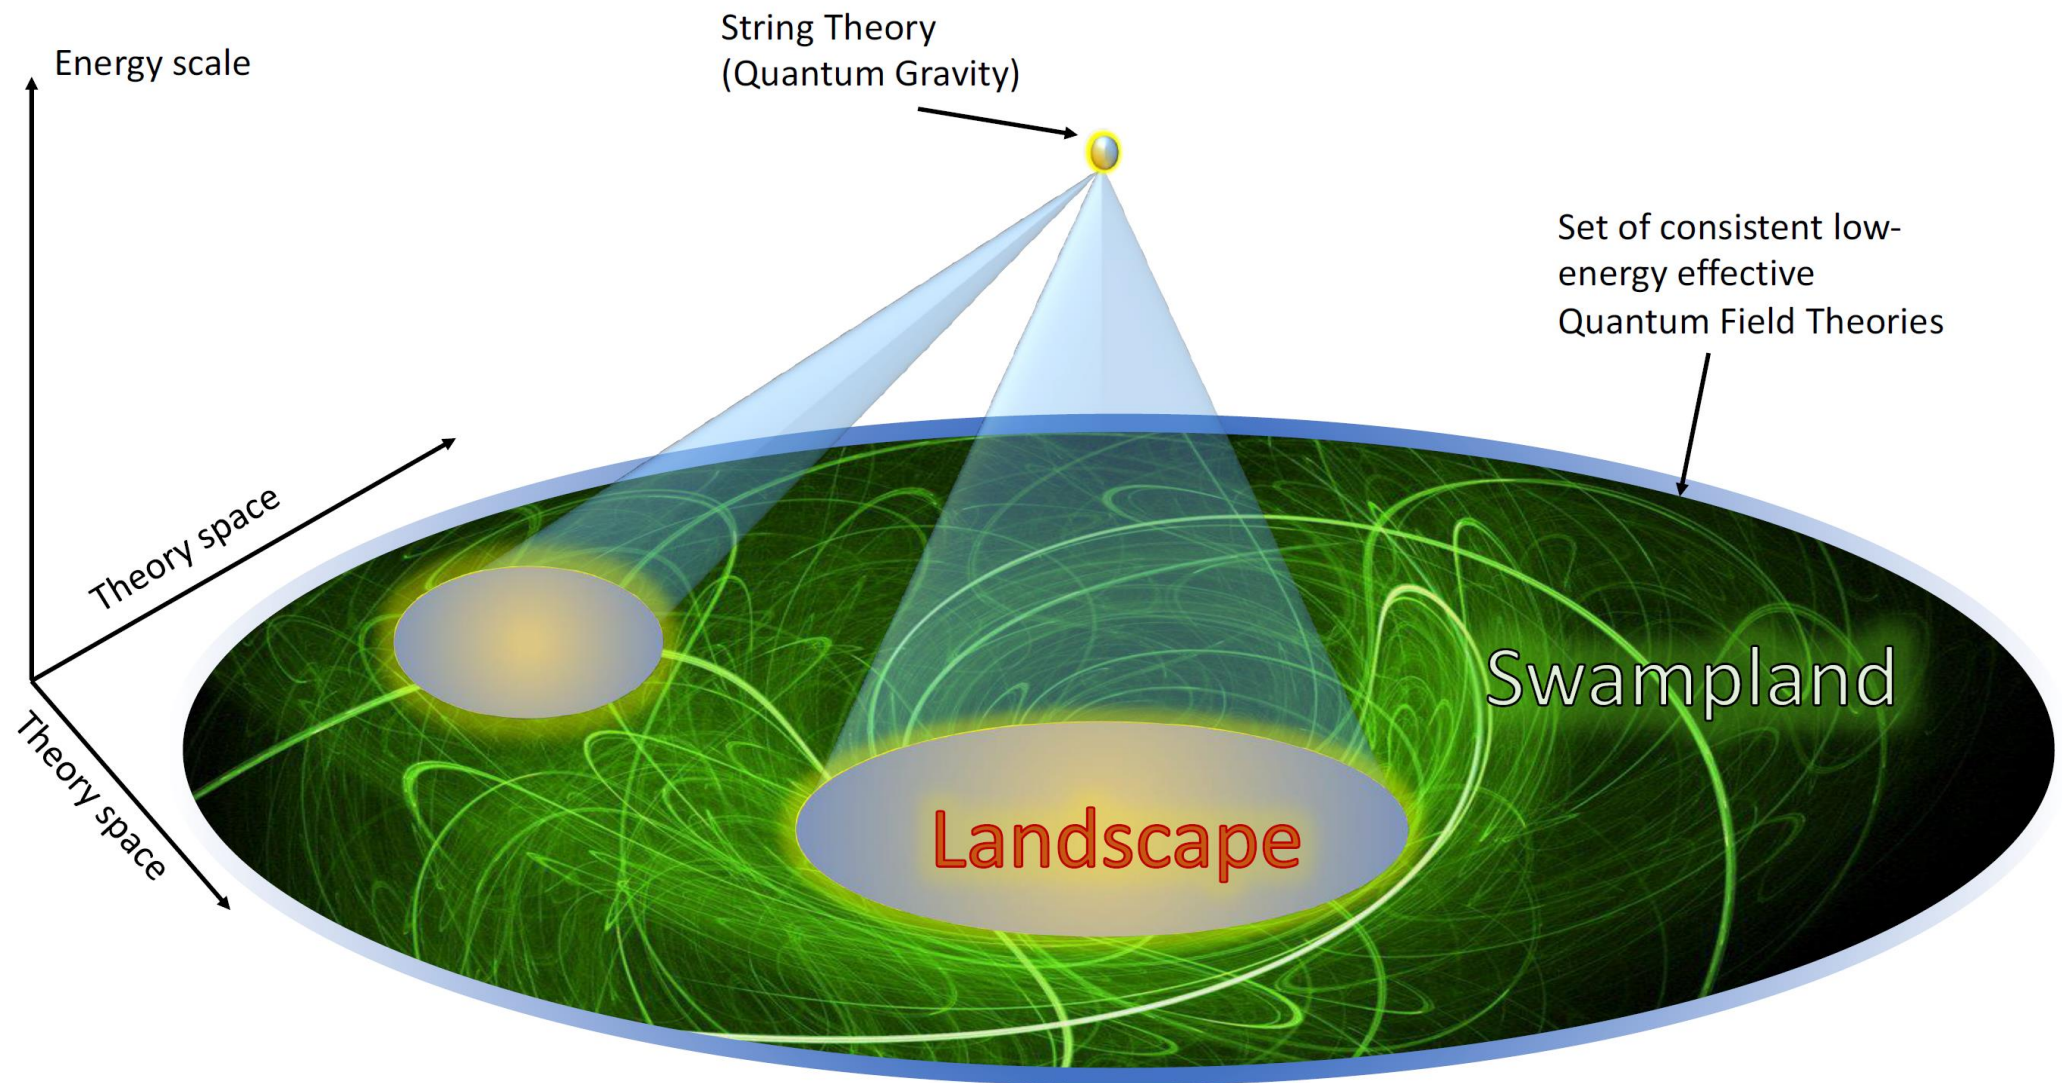 String Theory
(Quantum Gravity)
Energy scale
Set of consistent low-
energy effective
Quantum Field Theories
Theory space
Swampland
Theory space
Landscape